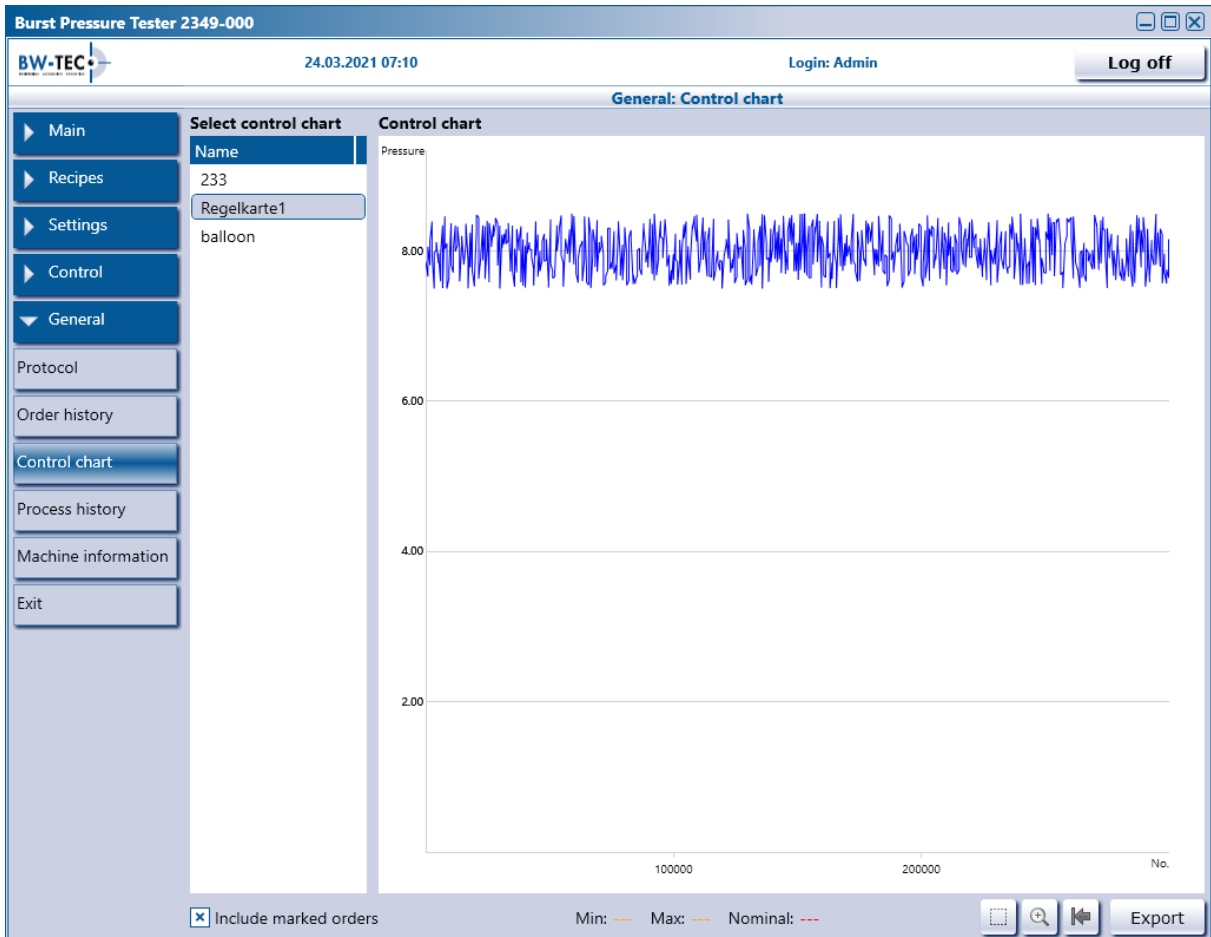 Burst Pressure Tester 2349-000
BW-TEC
24.03.2021 07:10
Login: Admin
Log off
General: Control chart
Main
Recipes
Settings
Control
General
Protocol
Order history
Control chart
Process history
Machine information
Exit
Select control chart
Name
233
Regelkarte1
balloon
Control chart
Pressure
8.00
6.00
4.00
2.00
100000
200000
No.
Include marked orders
Min: ---
Max: ---
Nominal: ---
Export